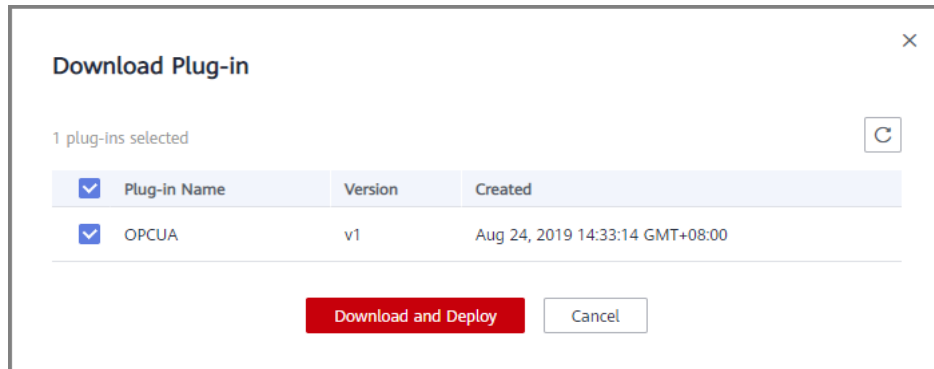 Download Plug-in
1 plug-ins selected
Plug-in Name Version Created
OPCUA v1 Aug 24, 2019 14:33:14 GMT+08:00
Download and Deploy Cancel